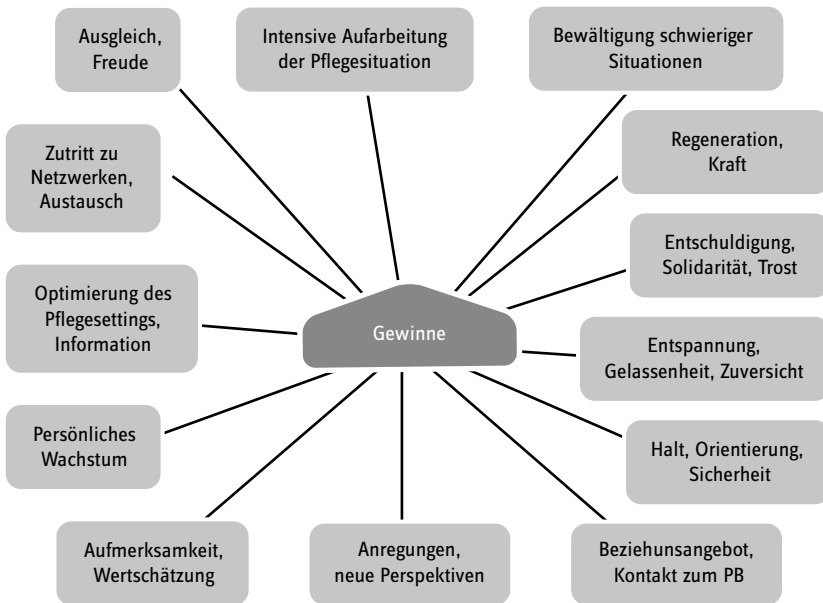 Ausgleich,
Freude
Intensive Aufarbeitung
der Pflegesituation
Bewältigung schwieriger
Situationen
Zutritt zu
Netzwerken,
Austausch
Regeneration,
Kraft
Entschuldigung,
Solidarität, Trost
Optimierung des
Pflegesettings,
Information
Gewinne
Entspannung,
Gelassenheit, Zuversicht
Persönliches
Wachstum
Halt, Orientierung,
Sicherheit
Aufmerksamkeit,
Wertschätzung
Anregungen,
neue Perspektiven
Beziehunsangebot,
Kontakt zum PB